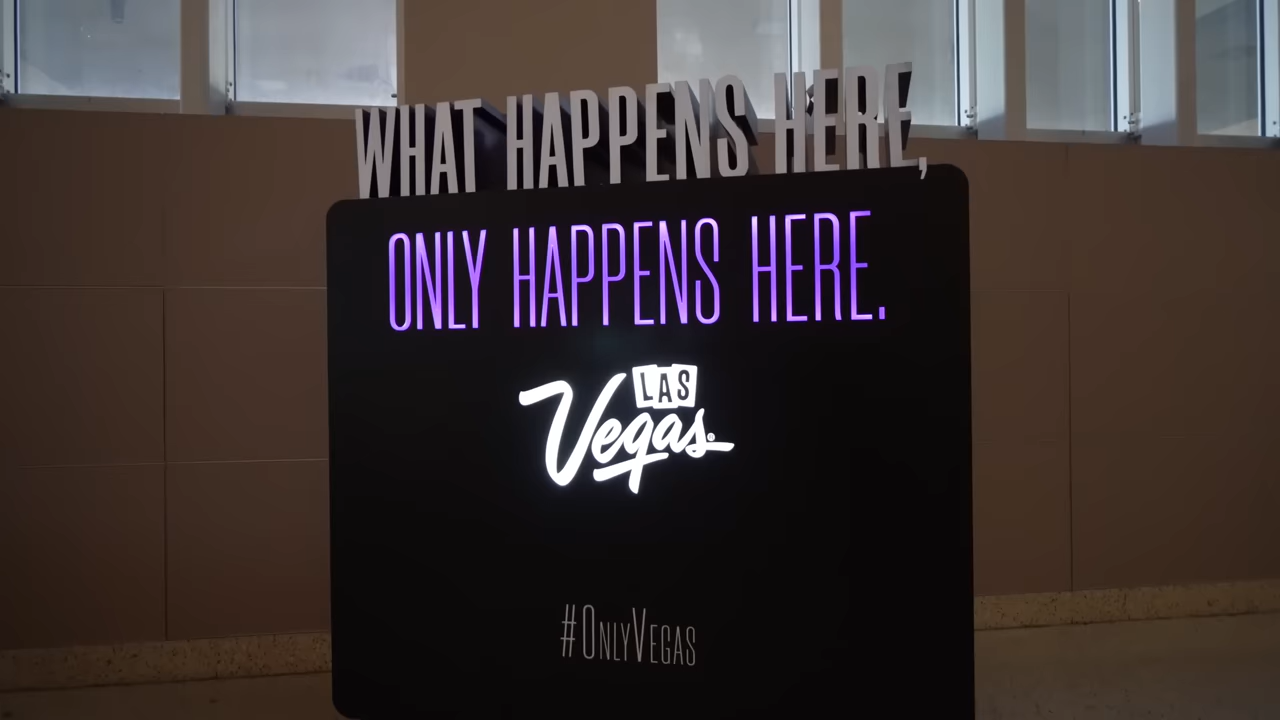 WHAT HAPPENS HERE,
ONLY HAPPENS HERE.
LAS
Vegas®
#ONLYVEGAS